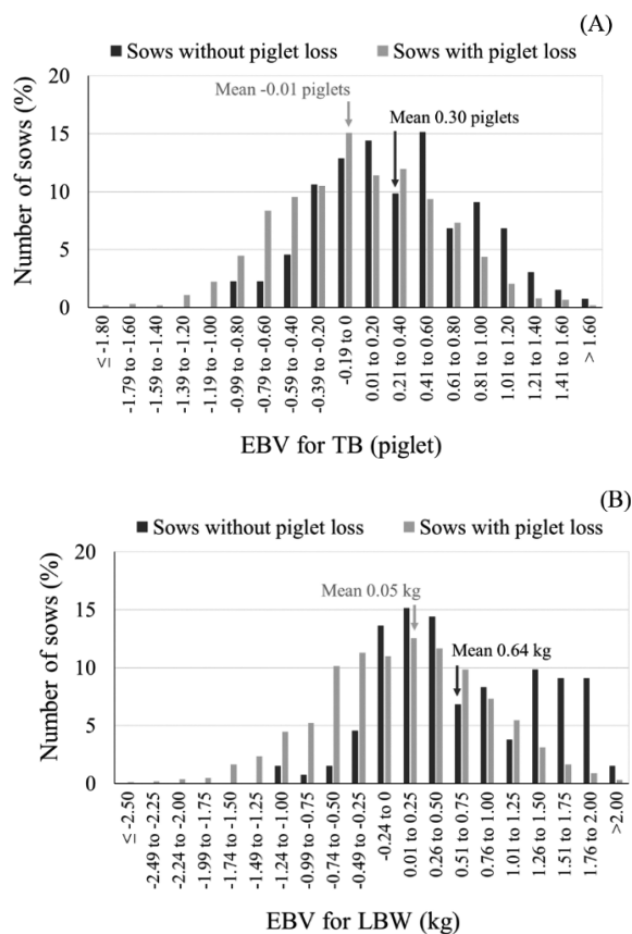 (A)
■ Sows without piglet loss ■ Sows with piglet loss
20
15
10
5
0
Number of sows (%)
Mean -0.01 piglets
Mean 0.30 piglets
≤ -1.80
-1.79 to -1.60
-1.59 to -1.40
-1.39 to -1.20
-1.19 to -1.00
-0.99 to -0.80
-0.79 to -0.60
-0.59 to -0.40
-0.39 to -0.20
-0.19 to 0
0.01 to 0.20
0.21 to 0.40
0.41 to 0.60
0.61 to 0.80
0.81 to 1.00
1.01 to 1.20
1.21 to 1.40
1.41 to 1.60
> 1.60
EBV for TB (piglet)
(B)
■ Sows without piglet loss ■ Sows with piglet loss
20
15
10
5
0
Number of sows (%)
Mean 0.05 kg
Mean 0.64 kg
≤ -2.50
-2.49 to -2.25
-2.24 to -2.00
-1.99 to -1.75
-1.74 to -1.50
-1.49 to -1.25
-1.24 to -1.00
-0.99 to -0.75
-0.74 to -0.50
-0.49 to -0.25
-0.24 to 0
0.01 to 0.25
0.26 to 0.50
0.51 to 0.75
0.76 to 1.00
1.01 to 1.25
1.26 to 1.50
1.51 to 1.75
1.76 to 2.00
>2.00
EBV for LBW (kg)